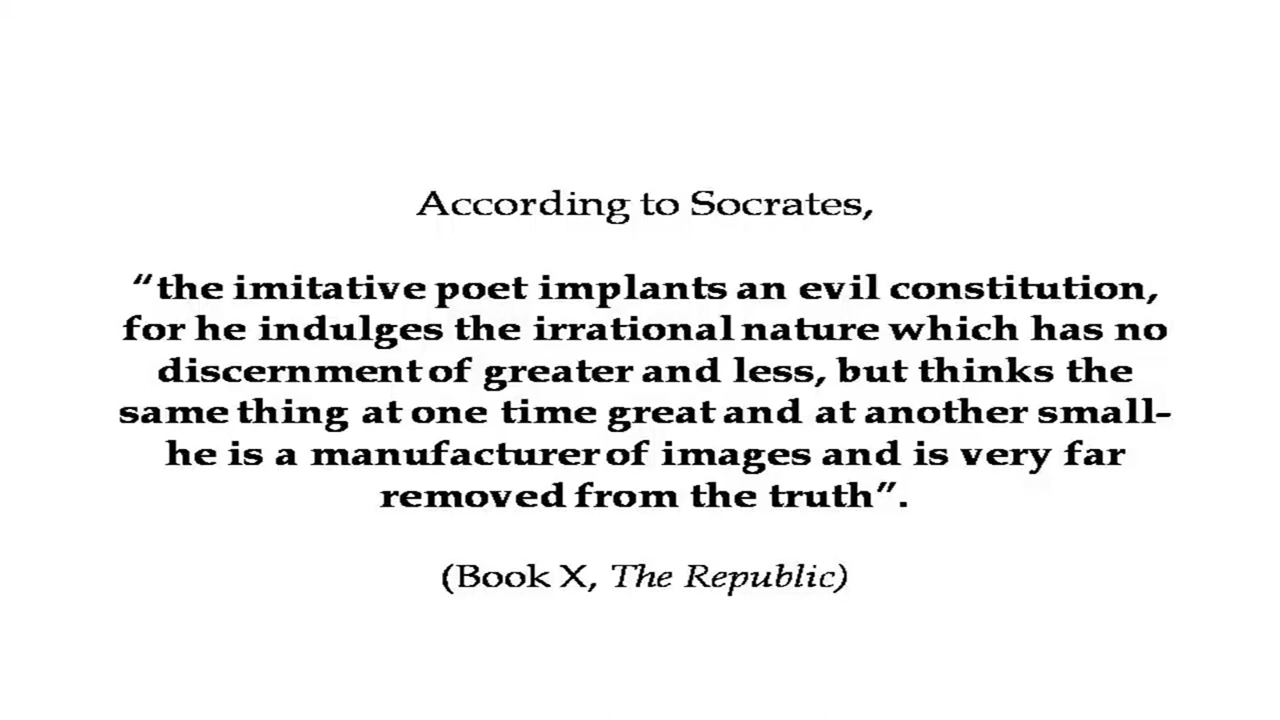 According to Socrates,
“the imitative poet implants an evil constitution,
for he indulges the irrational nature which has no
discernment of greater and less, but thinks the
same thing at one time great and at another small-
he is a manufacturer of images and is very far
removed from the truth”.
(Book X, The Republic)